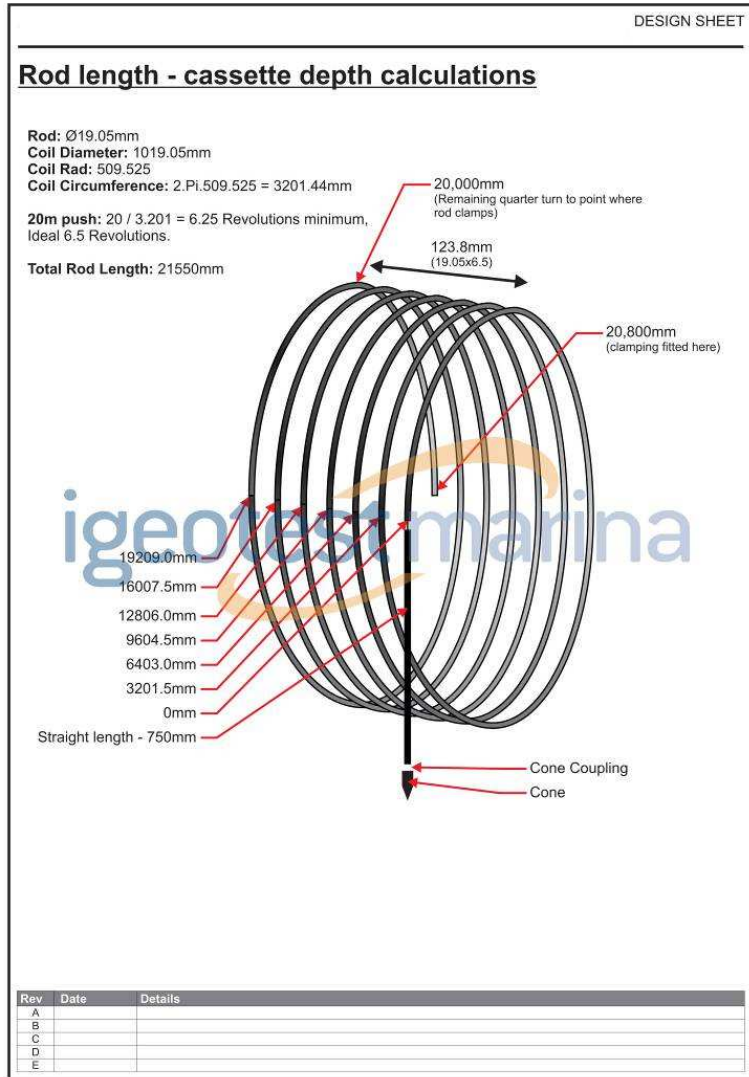 DESIGN SHEET
Rod length - cassette depth calculations
Rod: Ø19.05mm
Coil Diameter: 1019.05mm
Coil Rad: 509.525
Coil Circumference: 2.Pi.509.525 = 3201.44mm
20m push: 20 / 3.201 = 6.25 Revolutions minimum,
Ideal 6.5 Revolutions.
Total Rod Length: 21550mm
20,000mm
(Remaining quarter turn to point where
rod clamps)
123.8mm
(19.05x6.5)
20,800mm
(clamping fitted here)
igeotest marina
19209.0mm
16007.5mm
12806.0mm
9604.5mm
6403.0mm
3201.5mm
0mm
Straight length - 750mm
Cone Coupling
Cone
Rev Date Details
A
B
C
D
E